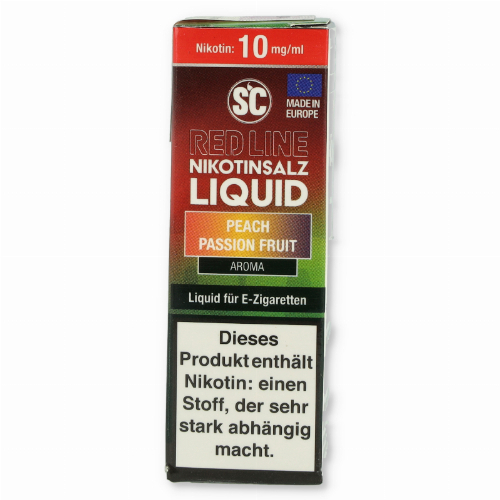 Nikotin: 10 mg/ml
SC
MADE IN
EUROPE
RED LINE
NIKOTINSALZ
LIQUID
PEACH
PASSION FRUIT
AROMA
Liquid für E-Zigaretten
Dieses
Produkt enthält
Nikotin: einen
Stoff, der sehr
stark abhängig
macht.